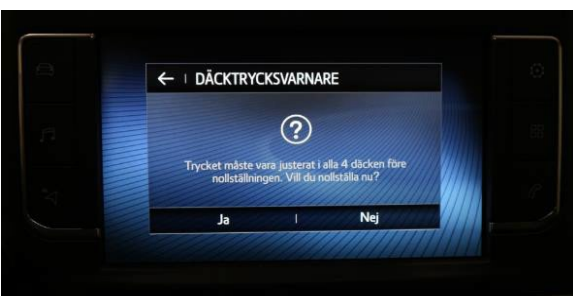 DÄCKTRYCKSVARNARE
Trycket måste vara justerat i alla 4 däcken före
nollställningen. Vill du nollställa nu?
Ja
Nej